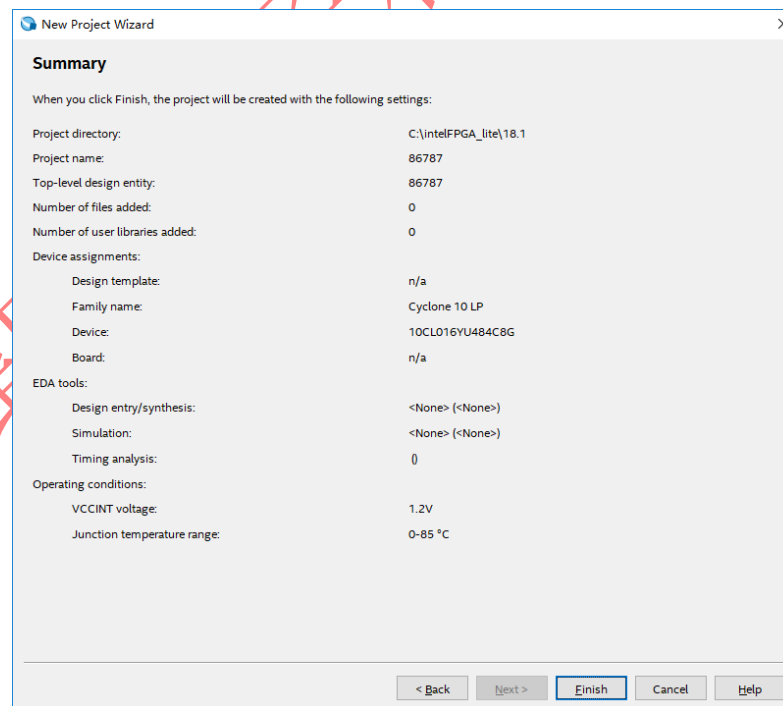 New Project Wizard
Summary
When you click Finish, the project will be created with the following settings:
Project directory: C:\intelFPGA_lite\18.1
Project name: 86787
Top-level design entity: 86787
Number of files added: 0
Number of user libraries added: 0
Device assignments:
Design template: n/a
Family name: Cyclone 10 LP
Device: 10CL016YU484C8G
Board: n/a
EDA tools:
Design entry/synthesis: <None> (<None>)
Simulation: <None> (<None>)
Timing analysis: ()
Operating conditions:
VCCINT voltage: 1.2V
Junction temperature range: 0-85 °C
< Back Next > Finish Cancel Help